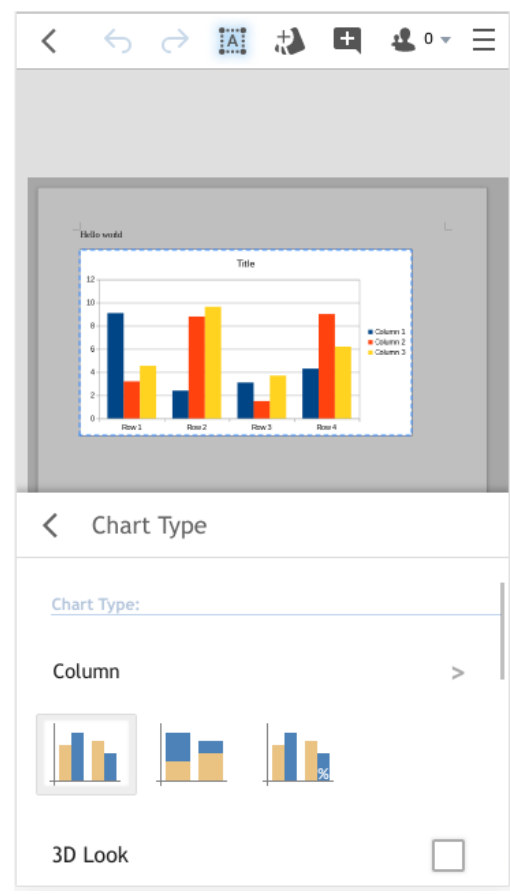 A
0
Hello world
Title
12
10
8
6
4
2
0
Row 1 Row 2 Row 3 Row 4
Column 1
Column 2
Column 3
Chart Type
Chart Type:
Column >
%
3D Look